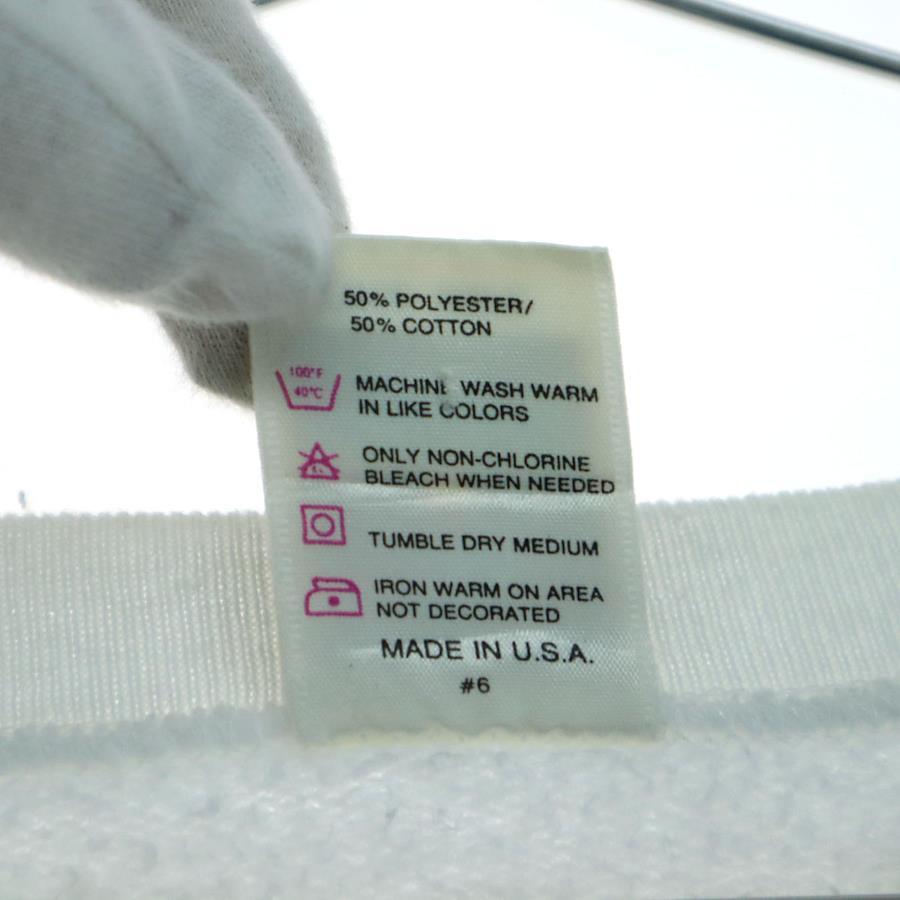 50% POLYESTER/
50% COTTON
100°F
40°C
MACHINE WASH WARM
IN LIKE COLORS
ONLY NON-CHLORINE
BLEACH WHEN NEEDED
TUMBLE DRY MEDIUM
IRON WARM ON AREA
NOT DECORATED
MADE IN U.S.A.
#6